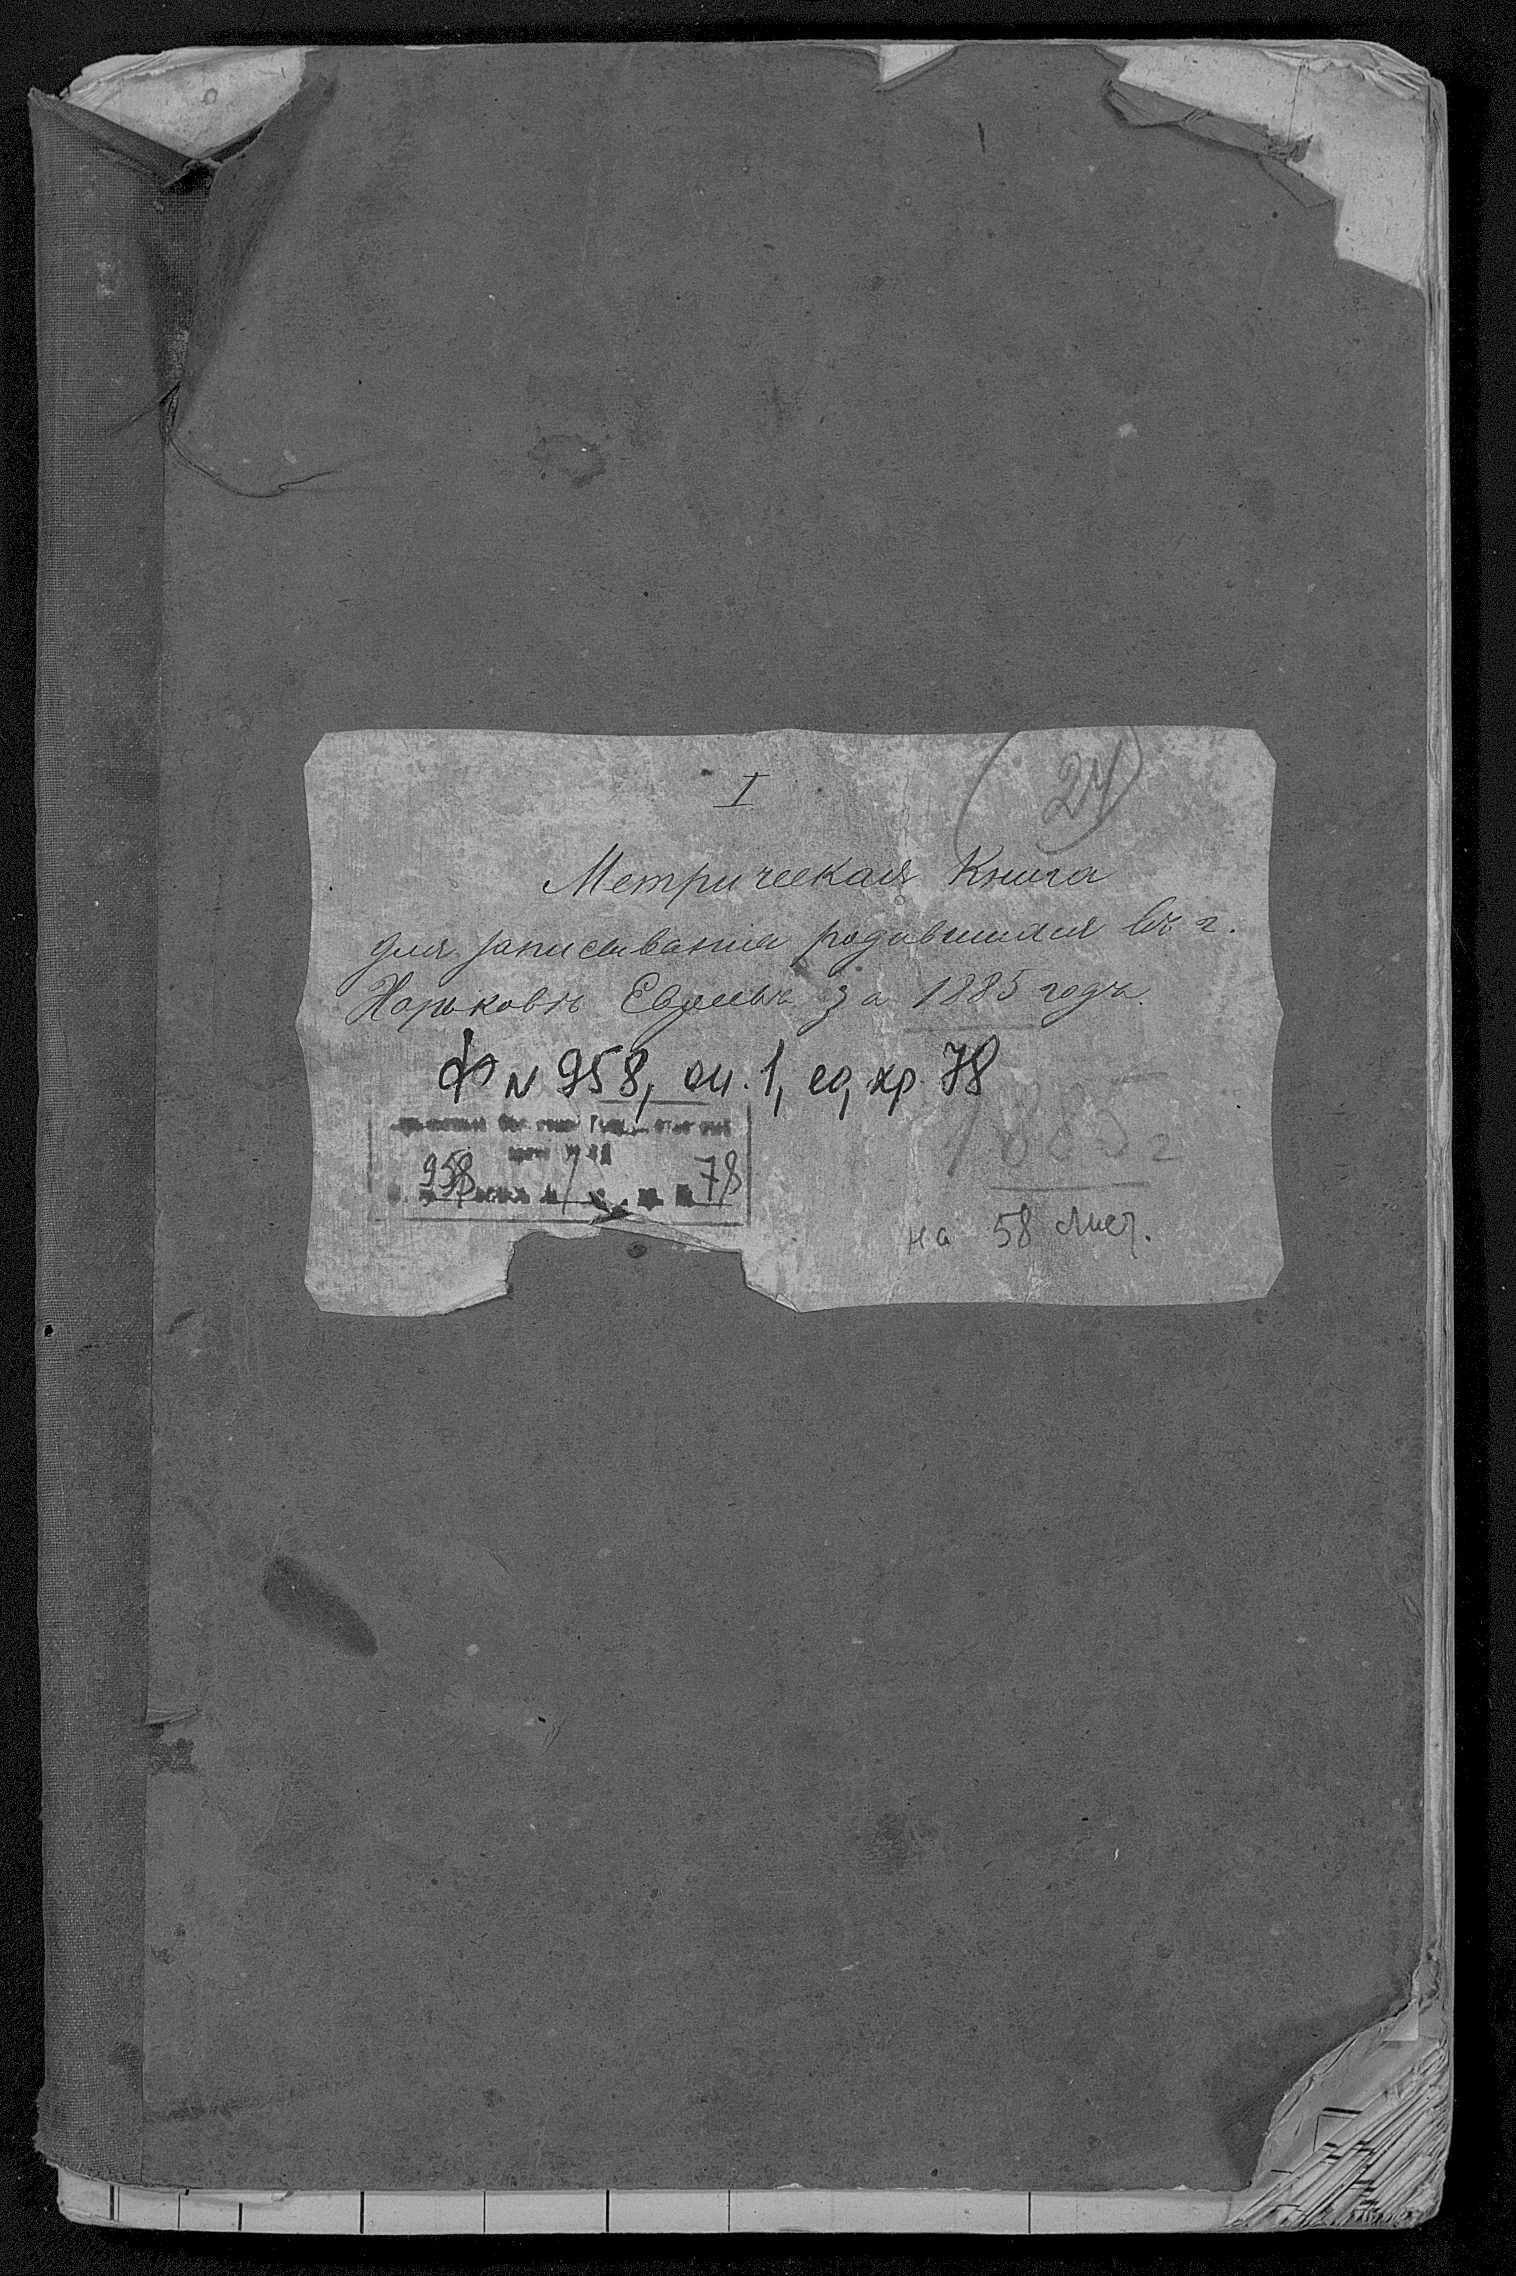 24
I
Метрическая Книга
для записыванія родившихся въ г.
Харьковѣ Евреевъ за 1885 годъ.
Ф N 958, оп. 1, ед, хр 78
958 1 78
1885 г
на 58 лист.